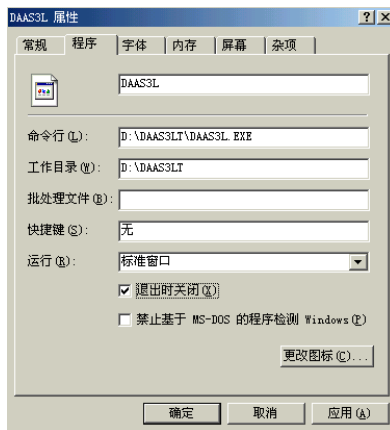 DAAS3L 属性
常规 程序 字体 内存 屏幕 杂项
DAAS3L
命令行(L): D:\DAAS3LT\DAAS3L.EXE
工作目录(W): D:\DAAS3LT
批处理文件(B):
快捷键(S): 无
运行(R): 标准窗口
退出时关闭(X)
禁止基于 MS-DOS 的程序检测 Windows(P)
更改图标(C)...
确定 取消 应用(A)